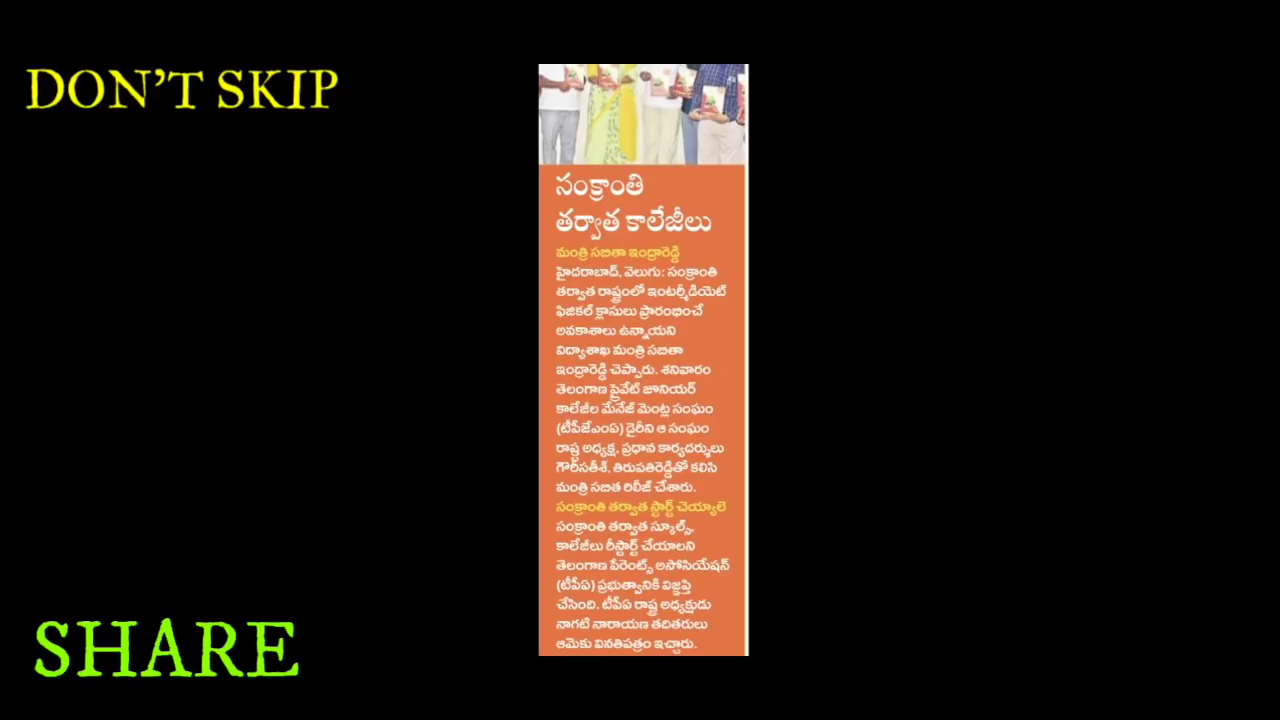 DON'T SKIP
సంక్రాంతి
తర్వాత కాలేజీలు
మంత్రి సబితా ఇంద్రారెడ్డి
హైదరాబాద్, వెలుగు: సంక్రాంతి
తర్వాత రాష్ట్రంలో ఇంటర్మీడియెట్
ఫిజికల్ క్లాసులు ప్రారంభించే
అవకాశాలు ఉన్నాయని
విద్యాశాఖ మంత్రి సబితా
ఇంద్రారెడ్డి చెప్పారు. శనివారం
తెలంగాణ ప్రైవేట్ జూనియర్
కాలేజీల మేనేజ్ మెంట్ల సంఘం
(టీపీజేఎంఏ) డైరీని ఆ సంఘం
రాష్ట్ర అధ్యక్ష, ప్రధాన కార్యదర్శులు
గౌరీసతీశ్, తిరుపతిరెడ్డితో కలిసి
మంత్రి సబిత రిలీజ్ చేశారు.
సంక్రాంతి తర్వాత స్టార్ట్ చెయ్యాలె
సంక్రాంతి తర్వాత స్కూల్స్,
కాలేజీలు రీస్టార్ట్ చేయాలని
తెలంగాణ పేరెంట్స్ అసోసియేషన్
(టీపీఏ) ప్రభుత్వానికి విజ్ఞప్తి
చేసింది. టీపీఏ రాష్ట్ర అధ్యక్షుడు
నాగటి నారాయణ తదితరులు
ఆమెకు వినతిపత్రం ఇచ్చారు.
SHARE